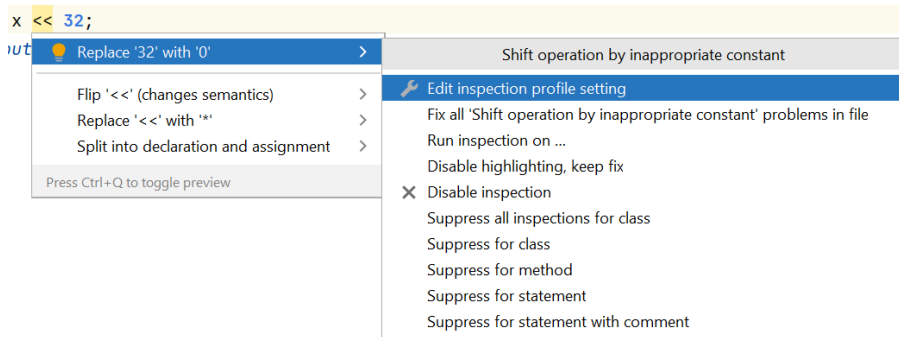 x << 32;
out
Replace '32' with '0'
Flip '<<' (changes semantics)
Replace '<<' with '*'
Split into declaration and assignment
Press Ctrl+Q to toggle preview
Shift operation by inappropriate constant
Edit inspection profile setting
Fix all 'Shift operation by inappropriate constant' problems in file
Run inspection on ...
Disable highlighting, keep fix
Disable inspection
Suppress all inspections for class
Suppress for class
Suppress for method
Suppress for statement
Suppress for statement with comment